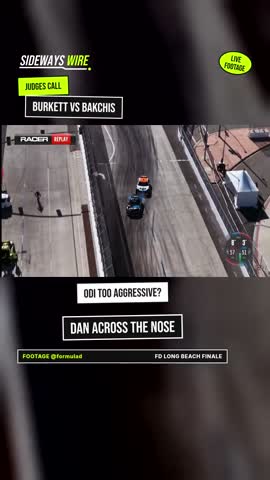 SIDEWAYS WIRE.
LIVE
FOOTAGE
JUDGES CALL
BURKETT VS BAKCHIS
RACER REPLAY
ODI TOO AGGRESSIVE?
DAN ACROSS THE NOSE
FOOTAGE @formulad FD LONG BEACH FINALE